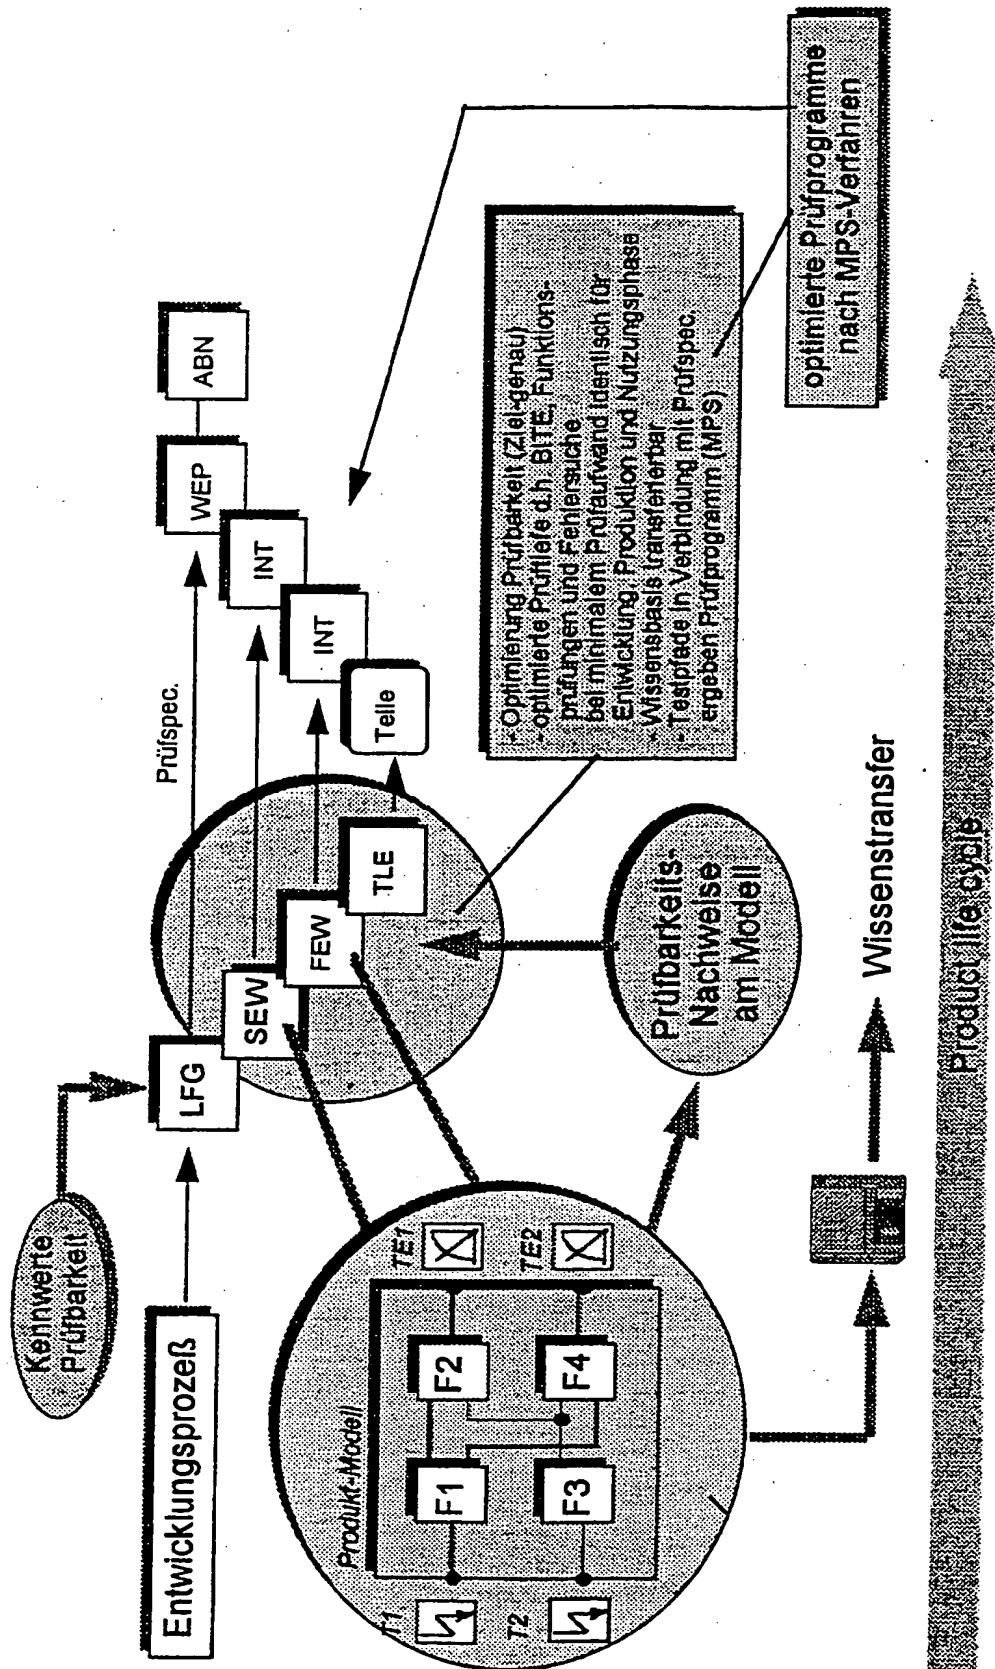 Kennwerte
Prüfbarkeit
Entwicklungsprozeß
LFG
SEW
FEW
TLE
Prüfspec.
Teile
INT
INT
WEP
ABN
Produkt-Modell
T1
T2
F1
F2
F3
F4
TE1
TE2
Prüfbarkeits-
Nachweise
am Modell
• Optimierung Prüfbarkeit (Ziel-genau)
• optimierte Prüftiefe d.h. BITE, Funktions-
prüfungen und Fehlersuche
bei minimalem Prüfaufwand identisch für
Entwicklung, Produktion und Nutzungsphase
• Wissensbasis transferierbar
• Testpfade in Verbindung mit Prüfspec.
ergeben Prüfprogramm (MPS)
optimierte Prüfprogramme
nach MPS-Verfahren
Wissenstransfer
Product life cycle